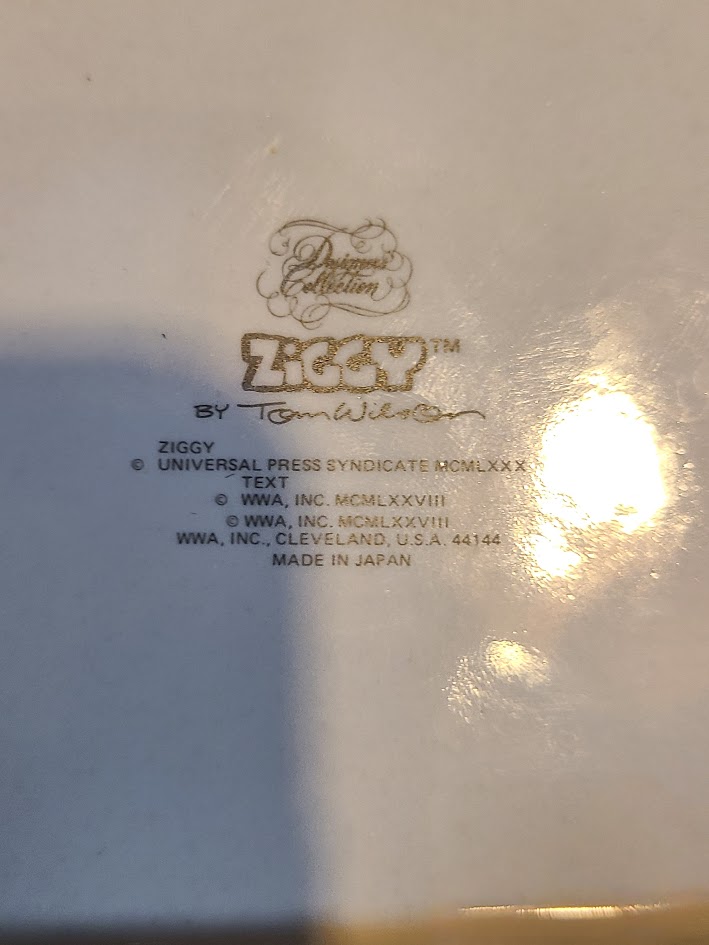 Designers
Collection
ZIGGY™
BY Tom Wilson
ZIGGY
© UNIVERSAL PRESS SYNDICATE MCMLXXX
TEXT
© WWA, INC. MCMLXXVIII
© WWA, INC. MCMLXXVIII
WWA, INC., CLEVELAND, U.S.A. 44144
MADE IN JAPAN